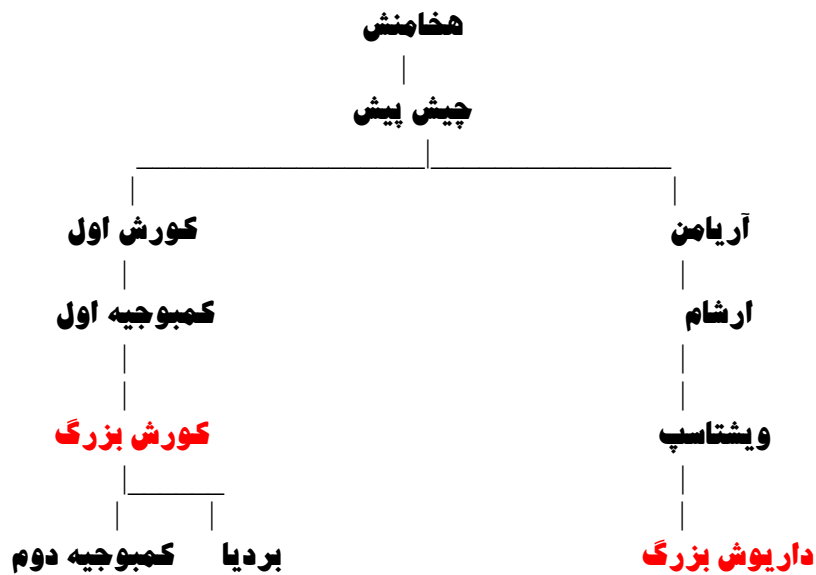 هخامنش
چیش پیش
آریامن
کورش اول
ارشام
کمبوجیه اول
ویشتاسپ
کورش بزرگ
داریوش بزرگ
بردیا
کمبوجیه دوم